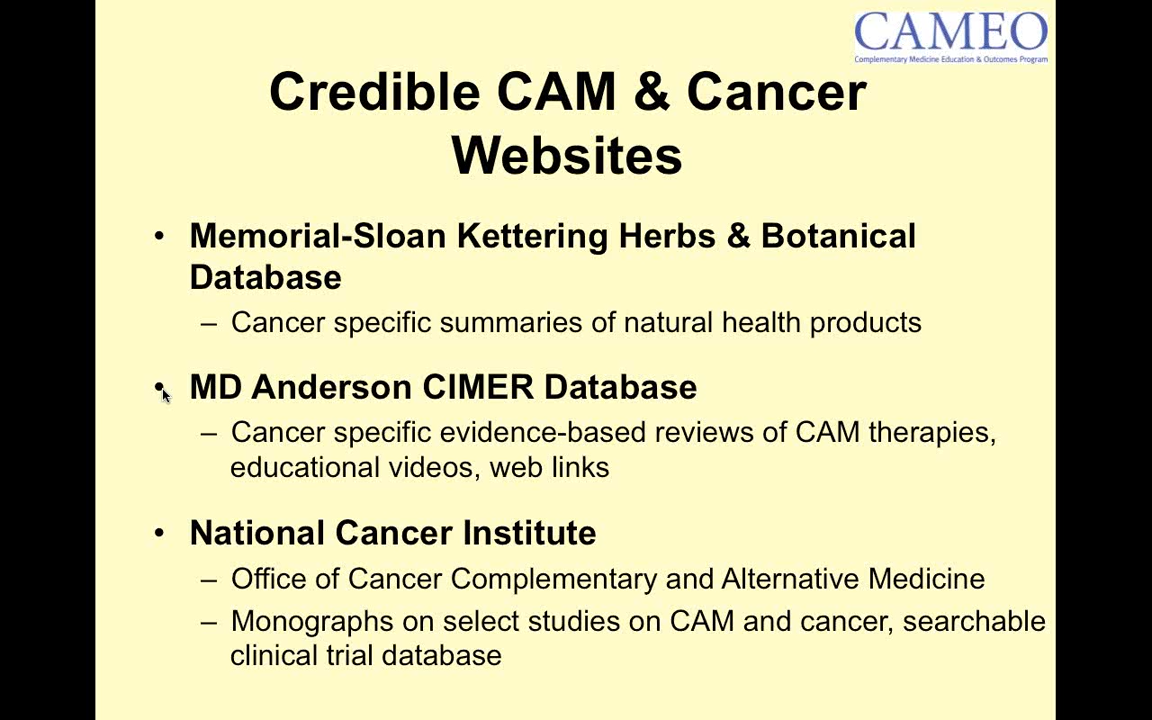 CAMEO
Complementary Medicine Education & Outcomes Program
Credible CAM & Cancer
Websites
• Memorial-Sloan Kettering Herbs & Botanical
Database
– Cancer specific summaries of natural health products
• MD Anderson CIMER Database
– Cancer specific evidence-based reviews of CAM therapies,
educational videos, web links
• National Cancer Institute
– Office of Cancer Complementary and Alternative Medicine
– Monographs on select studies on CAM and cancer, searchable
clinical trial database